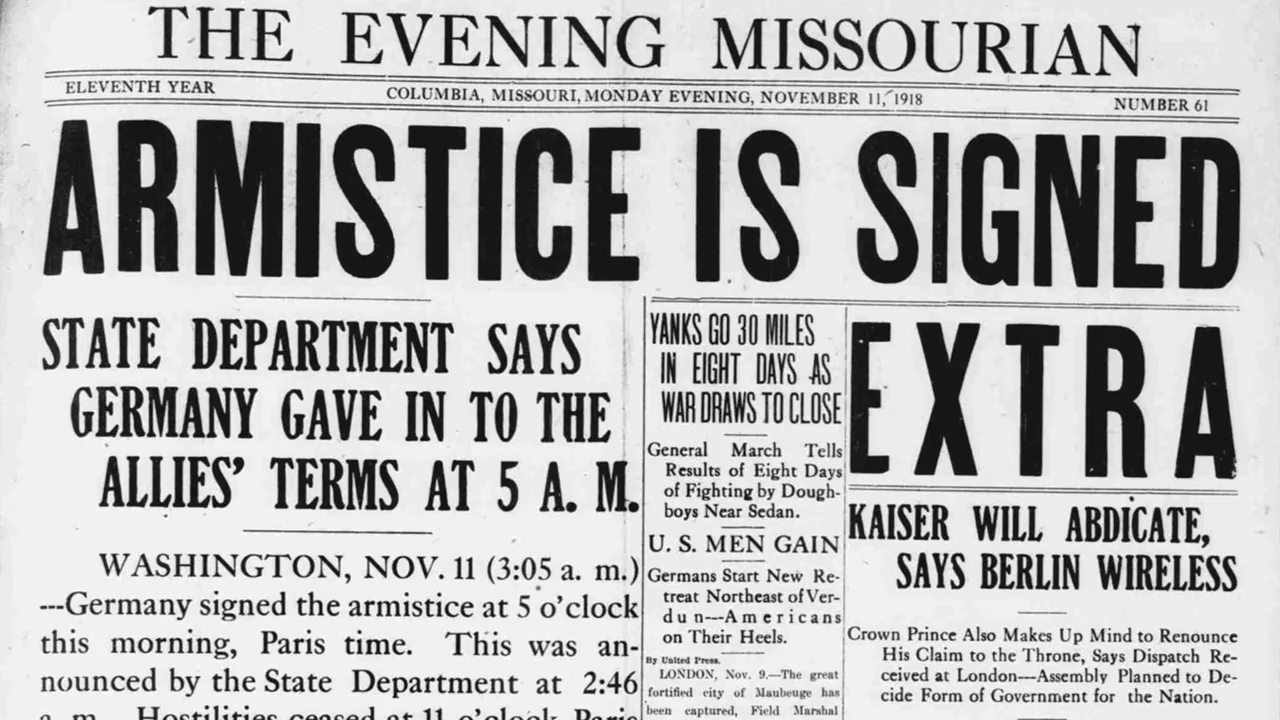 THE EVENING MISSOURIAN
ELEVENTH YEAR
COLUMBIA, MISSOURI, MONDAY EVENING, NOVEMBER 11, 1918
NUMBER 61
ARMISTICE IS SIGNED
STATE DEPARTMENT SAYS
GERMANY GAVE IN TO THE
ALLIES' TERMS AT 5 A. M.
WASHINGTON, NOV. 11 (3:05 a. m.)
---Germany signed the armistice at 5 o'clock
this morning, Paris time. This was an-
nounced by the State Department at 2:46
a. m. Hostilities ceased at 11 o'clock Paris
YANKS GO 30 MILES
IN EIGHT DAYS AS
WAR DRAWS TO CLOSE
General March Tells
Results of Eight Days
of Fighting by Dough-
boys Near Sedan.
U. S. MEN GAIN
Germans Start New Re-
treat Northeast of Ver-
dun---Americans
on Their Heels.
By United Press.
LONDON, Nov. 9.—The great
fortified city of Maubeuge has
been captured, Field Marshal
EXTRA
KAISER WILL ABDICATE,
SAYS BERLIN WIRELESS
Crown Prince Also Makes Up Mind to Renounce
His Claim to the Throne, Says Dispatch Re-
ceived at London---Assembly Planned to De-
cide Form of Government for the Nation.